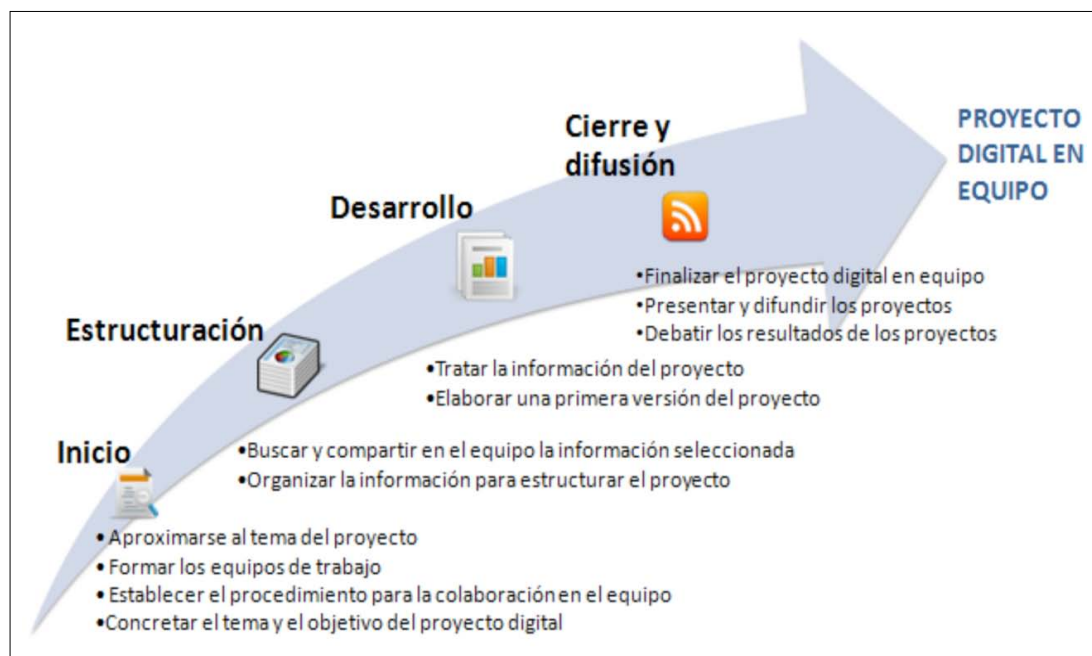 Inicio
•Aproximarse al tema del proyecto
•Formar los equipos de trabajo
•Establecer el procedimiento para la colaboración en el equipo
•Concretar el tema y el objetivo del proyecto digital
Estructuración
•Buscar y compartir en el equipo la información seleccionada
•Organizar la información para estructurar el proyecto
Desarrollo
•Tratar la información del proyecto
•Elaborar una primera versión del proyecto
Cierre y
difusión
•Finalizar el proyecto digital en equipo
•Presentar y difundir los proyectos
•Debatir los resultados de los proyectos
PROYECTO
DIGITAL EN
EQUIPO